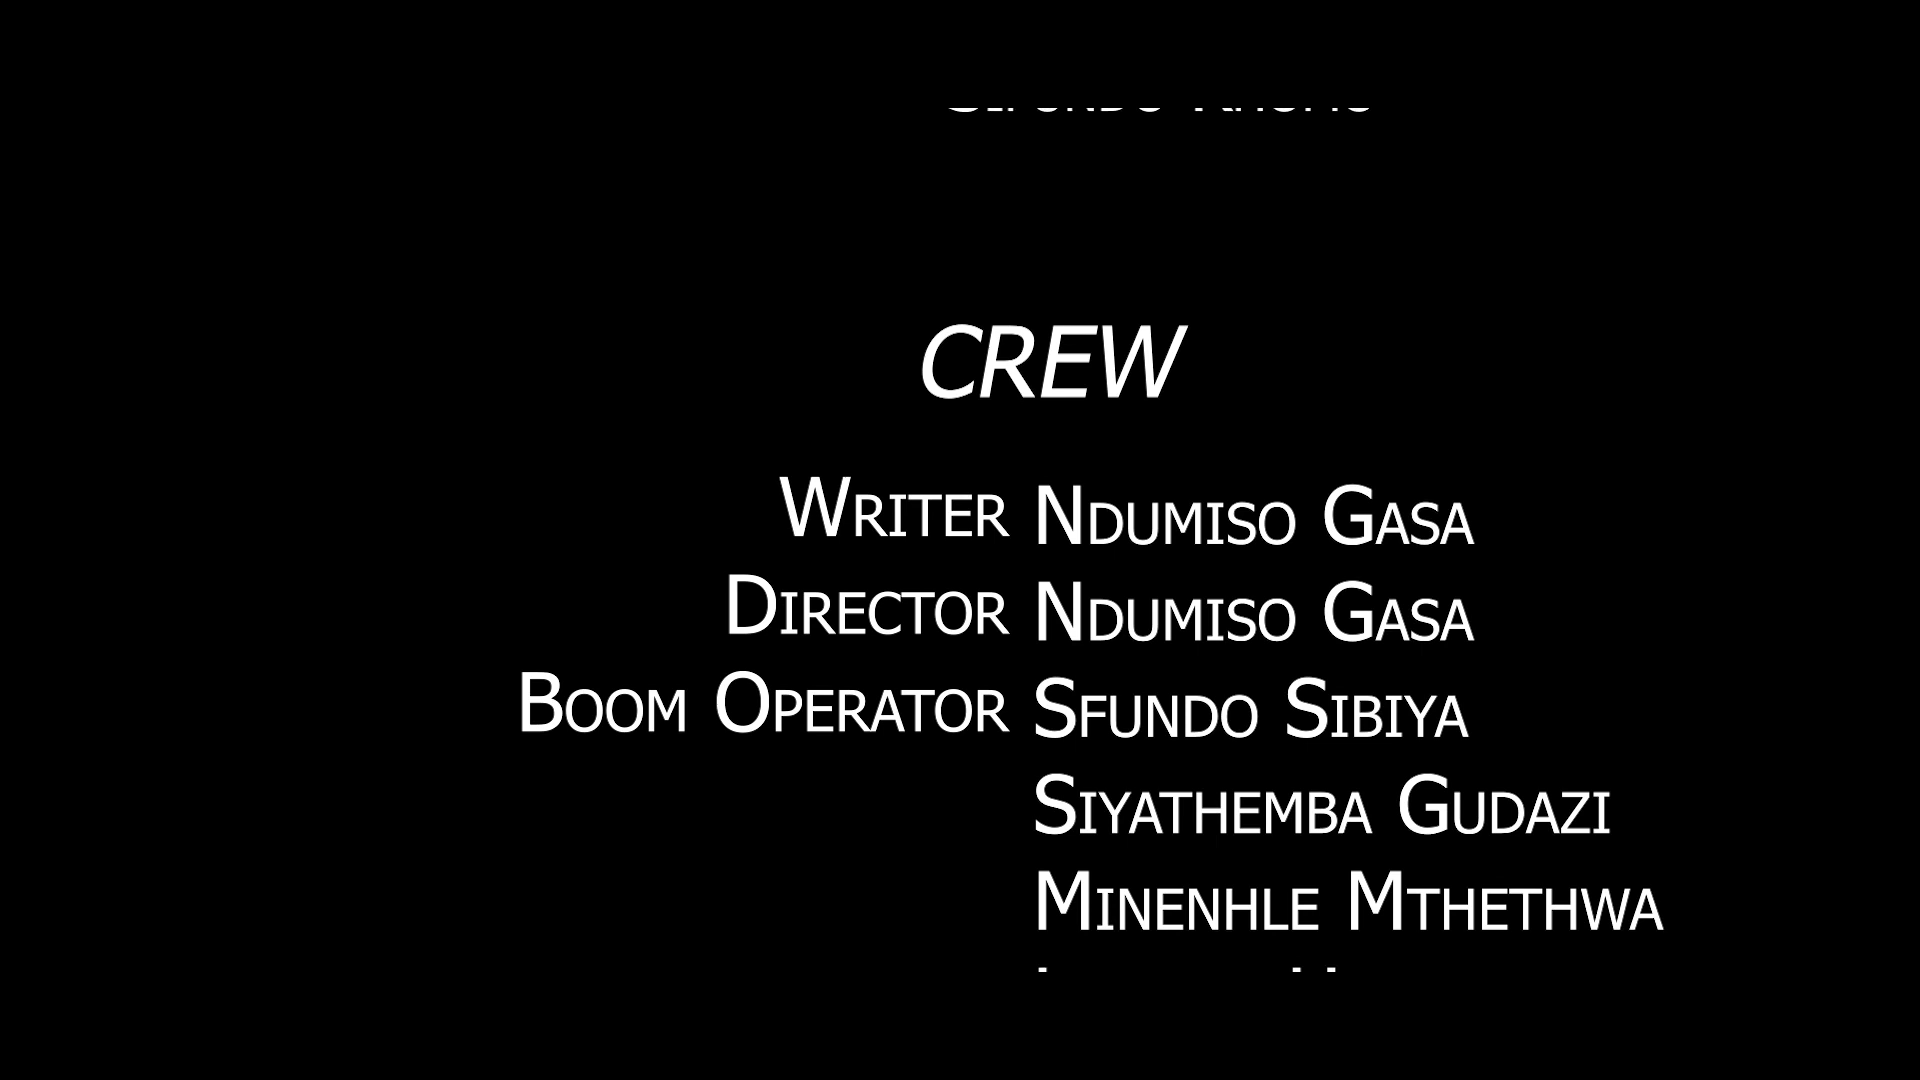 CREW
Writer Ndumiso Gasa
Director Ndumiso Gasa
Boom Operator Sfundo Sibiya
Siyathemba Gudazi
Minenhle Mthethwa